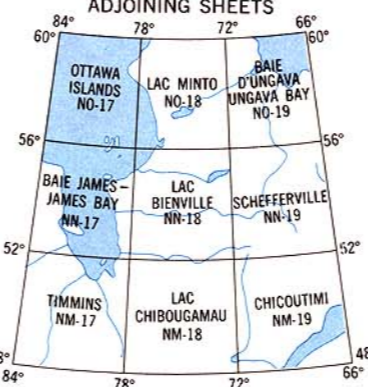 ADJOINING SHEETS
84° 78° 72° 66°
60° 60°
OTTAWA
ISLANDS
NO-17
LAC MINTO
NO-18
BAIE
D'UNGAVA
UNGAVA BAY
NO-19
56° 56°
BAIE JAMES-
JAMES BAY
NN-17
LAC
BIENVILLE
NN-18
SCHEFFERVILLE
NN-19
52° 52°
TIMMINS
NM-17
LAC
CHIBOUGAMAU
NM-18
CHICOUTIMI
NM-19
84° 78° 72° 66°